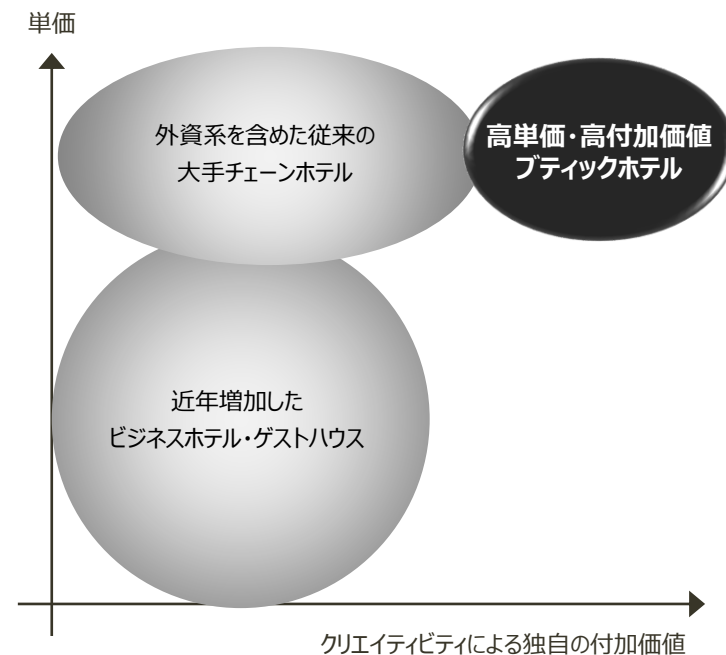 単価
外資系を含めた従来の
大手チェーンホテル
高単価・高付加価値
ブティックホテル
近年増加した
ビジネスホテル・ゲストハウス
クリエイティビティによる独自の付加価値